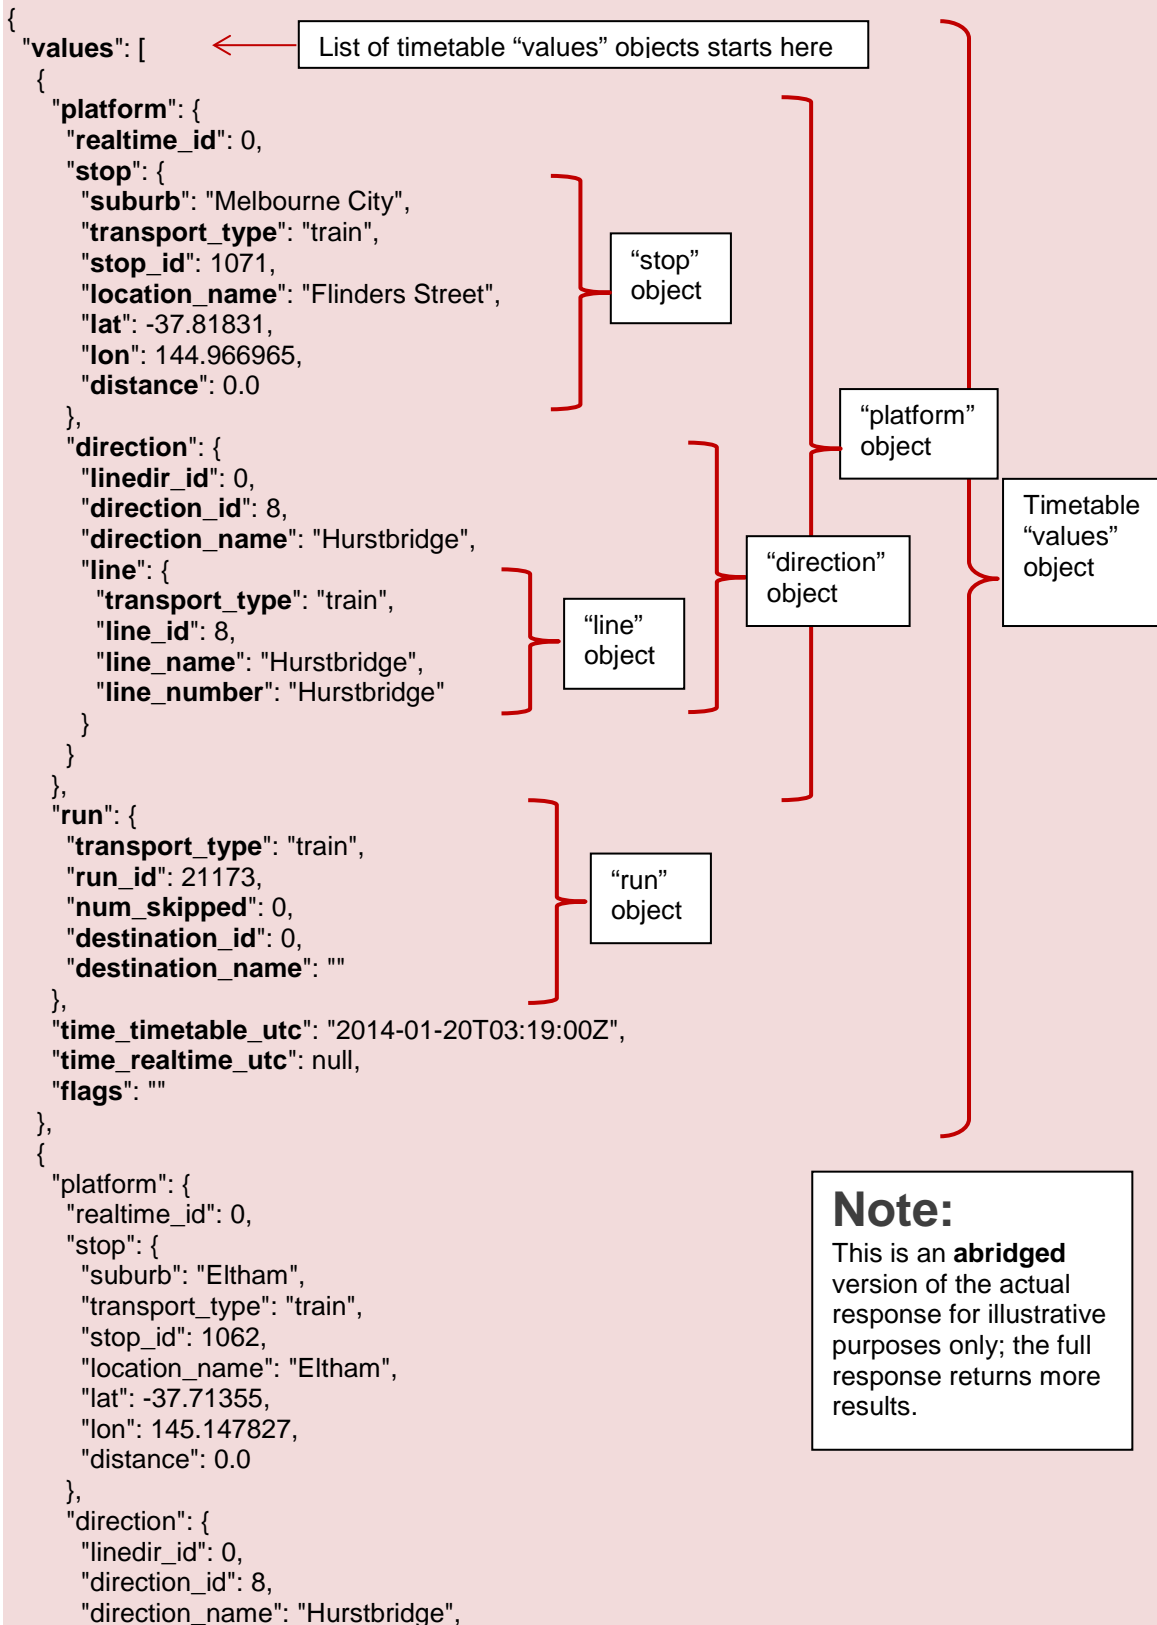 {
"values": [
List of timetable “values” objects starts here
{
"platform": {
"realtime_id": 0,
"stop": {
"suburb": "Melbourne City",
"transport_type": "train",
"stop_id": 1071,
"location_name": "Flinders Street",
"lat": -37.81831,
"lon": 144.966965,
"distance": 0.0
},
“stop”
object
"direction": {
"linedir_id": 0,
"direction_id": 8,
"direction_name": "Hurstbridge",
"line": {
"transport_type": "train",
"line_id": 8,
"line_name": "Hurstbridge",
"line_number": "Hurstbridge"
}
}
},
“line”
object
“direction”
object
“platform”
object
Timetable
“values”
object
"run": {
"transport_type": "train",
"run_id": 21173,
"num_skipped": 0,
"destination_id": 0,
"destination_name": ""
},
“run”
object
"time_timetable_utc": "2014-01-20T03:19:00Z",
"time_realtime_utc": null,
"flags": ""
},
{
"platform": {
"realtime_id": 0,
"stop": {
"suburb": "Eltham",
"transport_type": "train",
"stop_id": 1062,
"location_name": "Eltham",
"lat": -37.71355,
"lon": 145.147827,
"distance": 0.0
},
"direction": {
"linedir_id": 0,
"direction_id": 8,
"direction_name": "Hurstbridge",
Note:
This is an abridged
version of the actual
response for illustrative
purposes only; the full
response returns more
results.